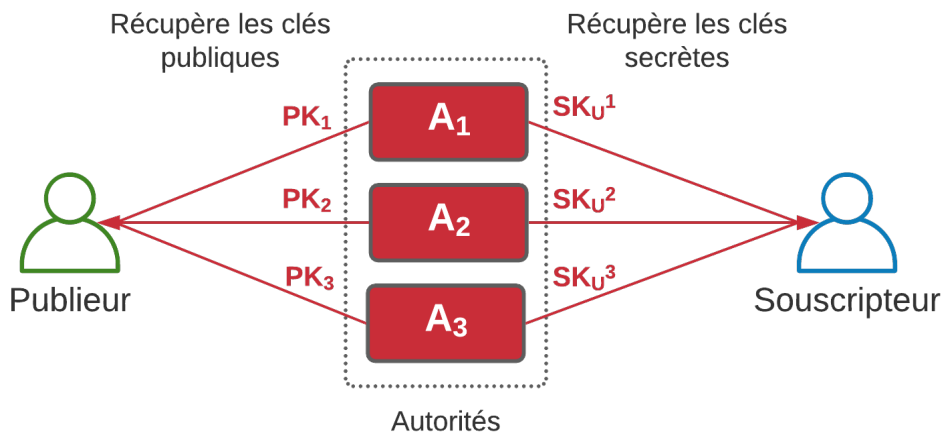 Récupère les clés
publiques
Récupère les clés
secrètes
PK₁
A₁
SKᵤ¹
PK₂
A₂
SKᵤ²
PK₃
A₃
SKᵤ³
Publieur
Souscripteur
Autorités